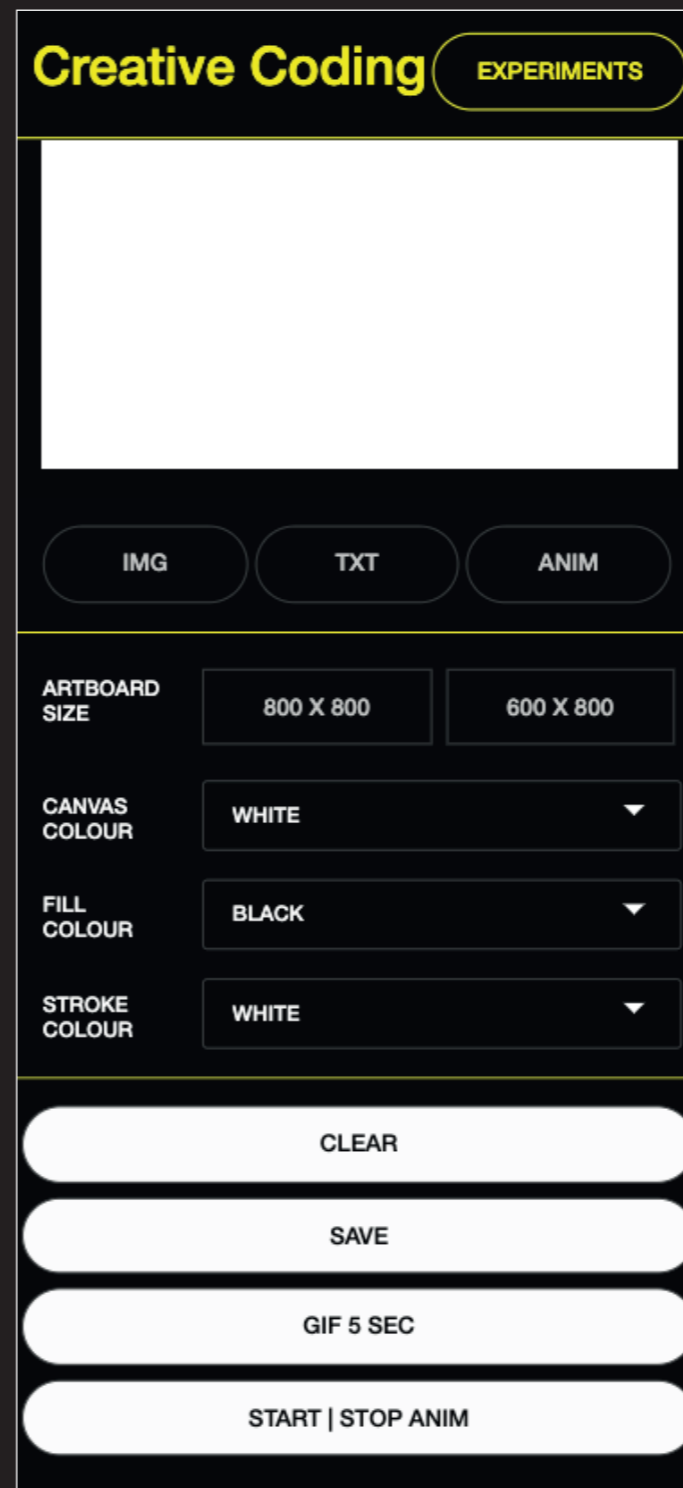 Creative Coding
EXPERIMENTS
IMG
TXT
ANIM
ARTBOARD
SIZE
800 X 800
600 X 800
CANVAS
COLOUR
WHITE
FILL
COLOUR
BLACK
STROKE
COLOUR
WHITE
CLEAR
SAVE
GIF 5 SEC
START | STOP ANIM